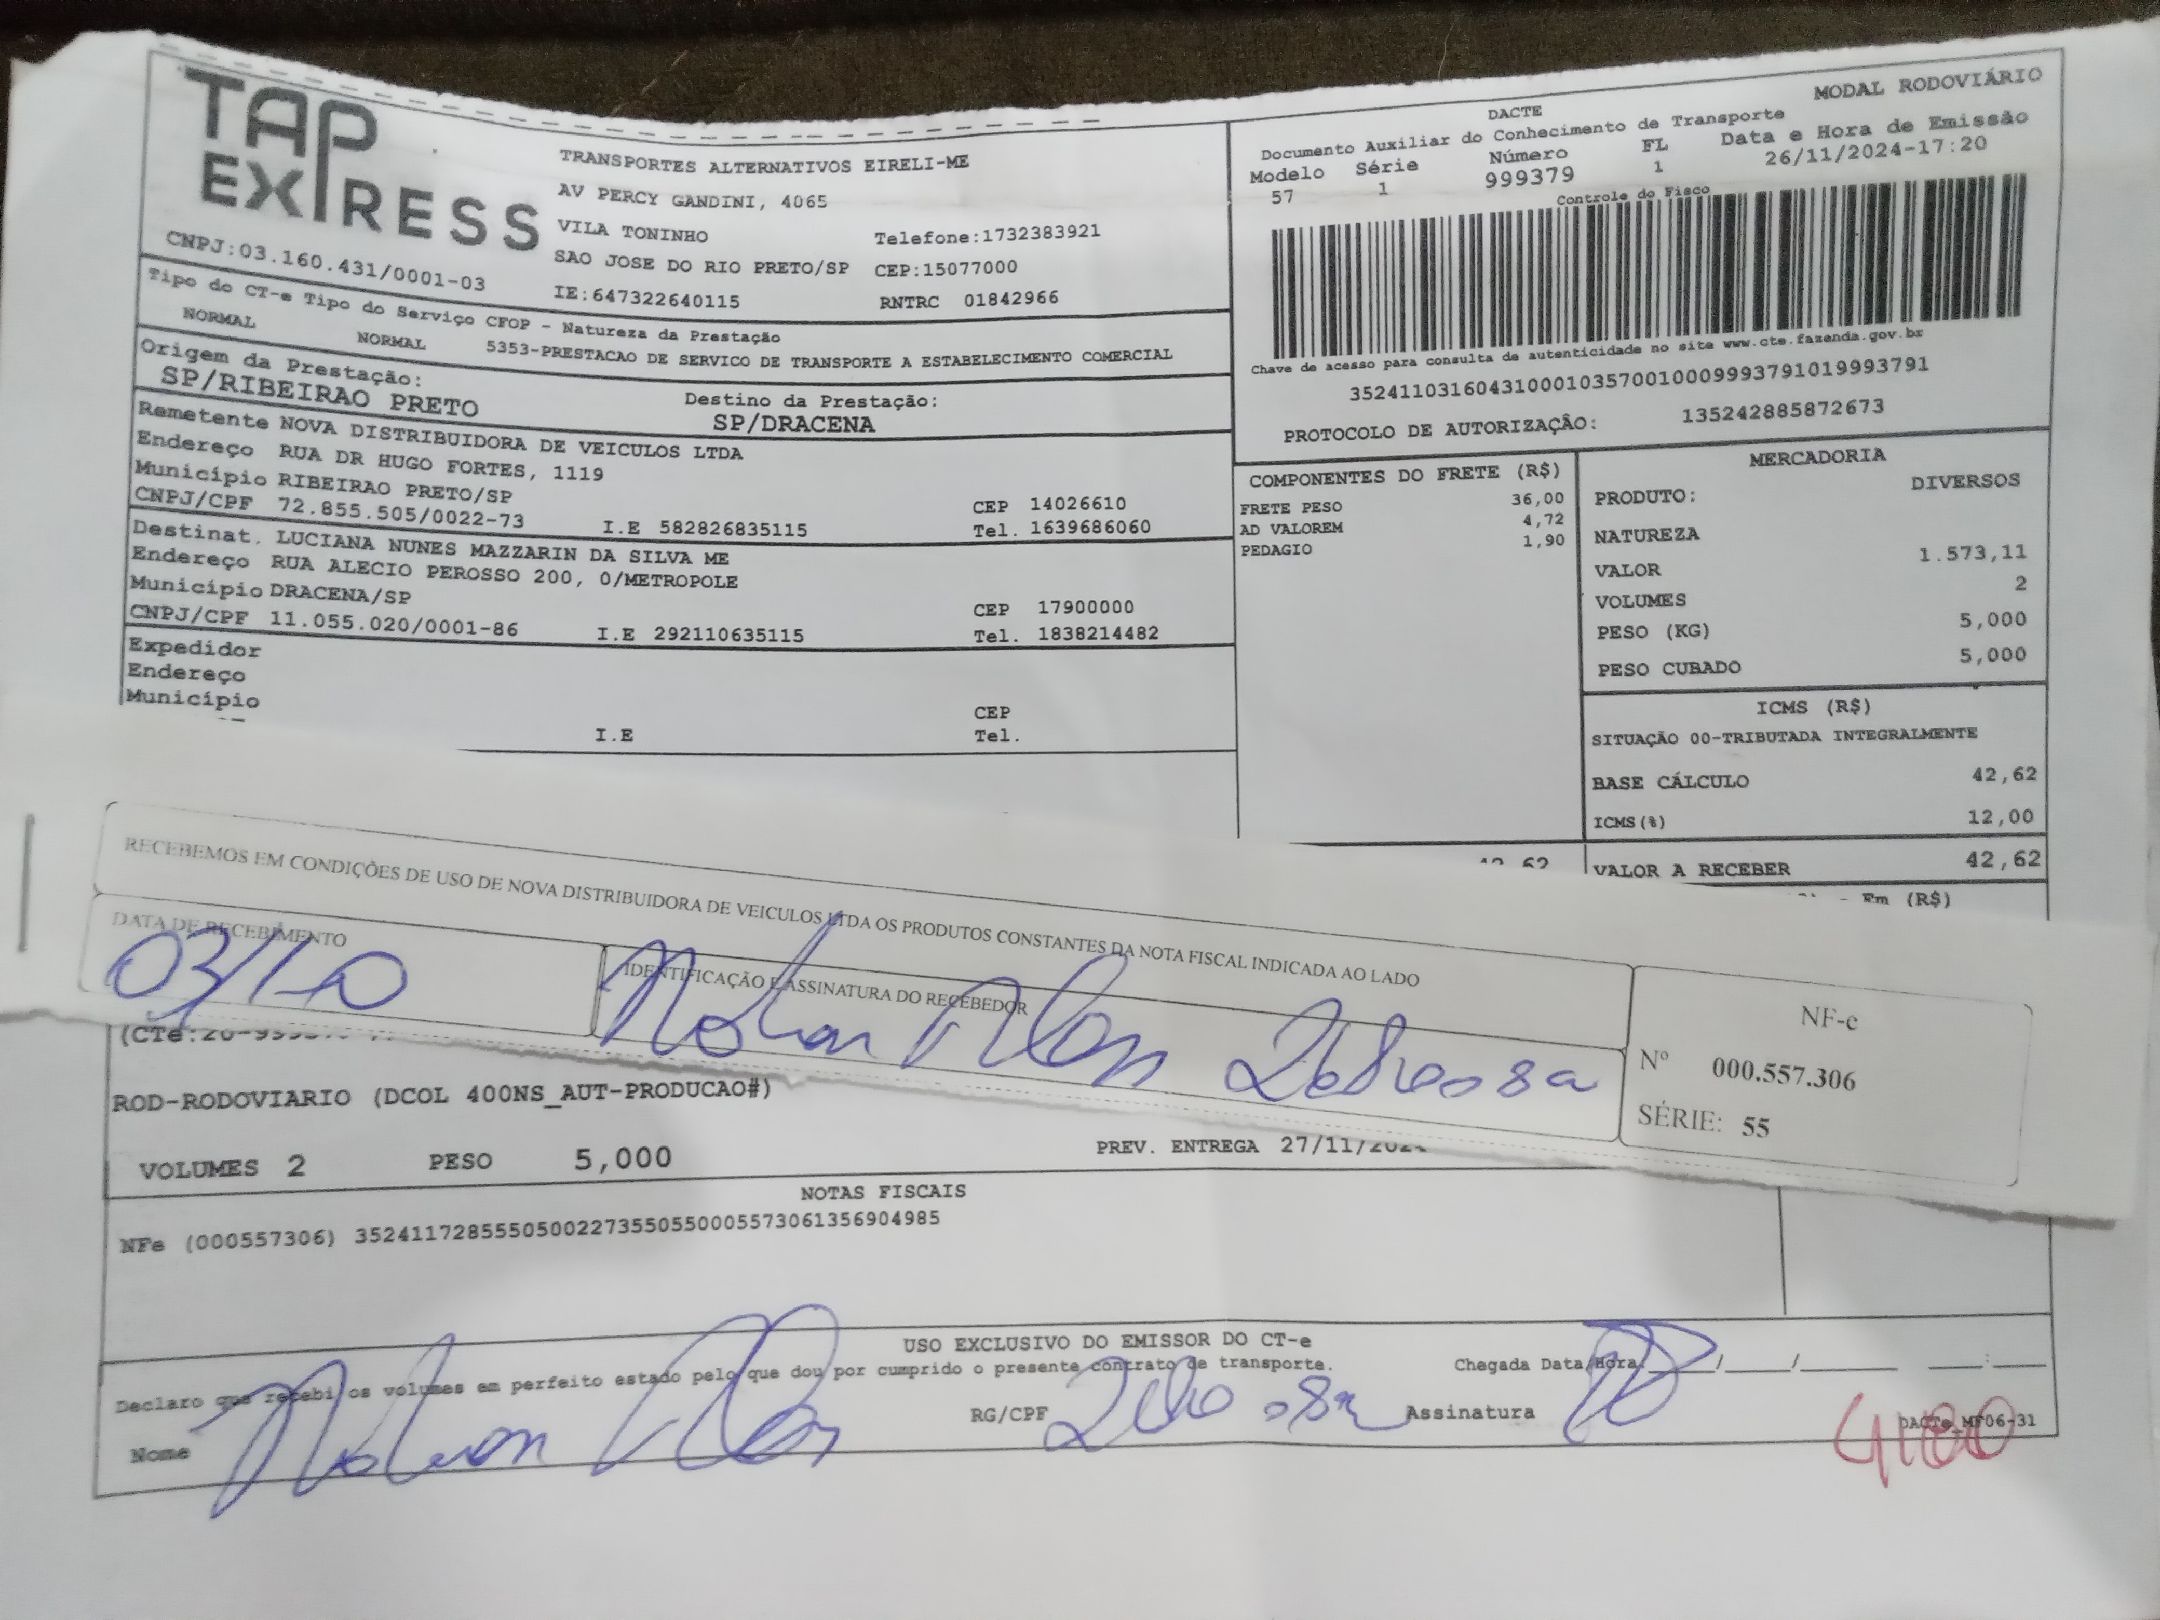 TAP
EXPRESS
CNPJ:03.160.431/0001-03
TRANSPORTES ALTERNATIVOS EIRELI-ME
AV PERCY GANDINI, 4065
VILA TONINHO Telefone:1732383921
SAO JOSE DO RIO PRETO/SP CEP:15077000
IE:647322640115 RNTRC 01842966
MODAL RODOVIÁRIO
DACTE
Documento Auxiliar do Conhecimento de Transporte
Modelo Série Número FL Data e Hora de Emissão
57 1 999379 1 26/11/2024-17:20
Controle do Fisco
Chave de acesso para consulta de autenticidade no site www.cte.fazenda.gov.br
35241103160431000103570010009993791019993791
PROTOCOLO DE AUTORIZAÇÃO: 135242885872673
Tipo do CT-e Tipo do Serviço CFOP - Natureza da Prestação
NORMAL NORMAL 5353-PRESTACAO DE SERVICO DE TRANSPORTE A ESTABELECIMENTO COMERCIAL
Origem da Prestação: Destino da Prestação:
SP/RIBEIRAO PRETO SP/DRACENA
Remetente NOVA DISTRIBUIDORA DE VEICULOS LTDA
Endereço RUA DR HUGO FORTES, 1119
Município RIBEIRAO PRETO/SP CEP 14026610
CNPJ/CPF 72.855.505/0022-73 I.E 582826835115 Tel. 1639686060
Destinat. LUCIANA NUNES MAZZARIN DA SILVA ME
Endereço RUA ALECIO PEROSSO 200, 0/METROPOLE
Município DRACENA/SP CEP 17900000
CNPJ/CPF 11.055.020/0001-86 I.E 292110635115 Tel. 1838214482
Expedidor
Endereço
Município CEP
I.E Tel.
COMPONENTES DO FRETE (R$)
FRETE PESO 36,00
AD VALOREM 4,72
PEDAGIO 1,90
MERCADORIA
PRODUTO: DIVERSOS
NATUREZA
VALOR 1.573,11
VOLUMES 2
PESO (KG) 5,000
PESO CUBADO 5,000
ICMS (R$)
SITUAÇÃO 00-TRIBUTADA INTEGRALMENTE
BASE CÁLCULO 42,62
ICMS(%) 12,00
42,62 VALOR A RECEBER 42,62
Em (R$)
RECEBEMOS EM CONDIÇÕES DE USO DE NOVA DISTRIBUIDORA DE VEICULOS LTDA OS PRODUTOS CONSTANTES DA NOTA FISCAL INDICADA AO LADO
DATA DE RECEBIMENTO
IDENTIFICAÇÃO E ASSINATURA DO RECEBEDOR
NF-e
Nº 000.557.306
SÉRIE: 55
ROD-RODOVIARIO (DCOL 400NS_AUT-PRODUCAO#)
VOLUMES 2 PESO 5,000 PREV. ENTREGA 27/11/2024
NOTAS FISCAIS
NFe (000557306) 35241172855505002273550550005573061356904985
USO EXCLUSIVO DO EMISSOR DO CT-e
Declaro que recebi os volumes em perfeito estado pelo que dou por cumprido o presente contrato de transporte. Chegada Data/Hora
Nome RG/CPF Assinatura
DACTe_MF06-31